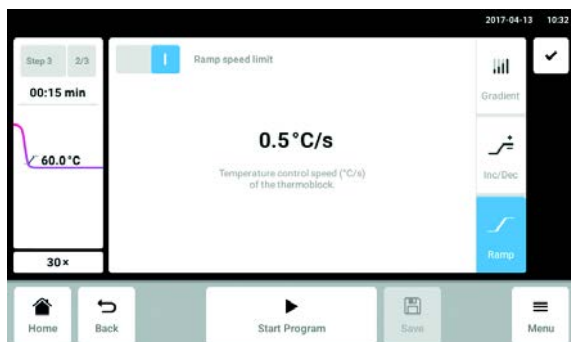 2017-04-13 10:32
Step 3 2/3
Ramp speed limit
00:15 min
Gradient
0.5°C/s
60.0°C
Temperature control speed (°C/s)
of the thermoblock.
Inc/Dec
Ramp
30×
Home
Back
Start Program
Save
Menu